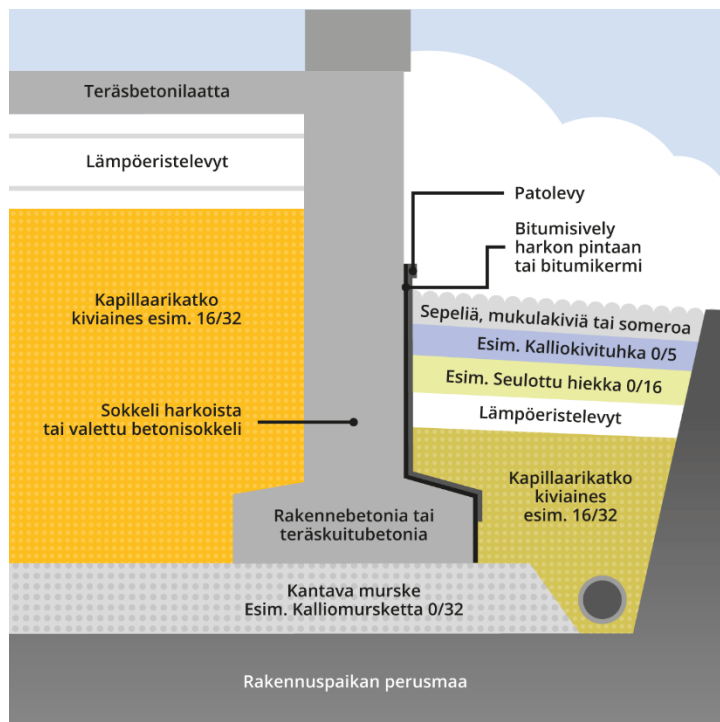 Teräsbetonilaatta
Lämpöeristelevyt
Patolevy
Bitumisively
harkon pintaan
tai bitumikermi
Kapillaarikatko
kiviaines esim. 16/32
Sepeliä, mukulakiviä tai someroa
Esim. Kalliokivituhka 0/5
Esim. Seulottu hiekka 0/16
Lämpöeristelevyt
Sokkeli harkoista
tai valettu betonisokkeli
Kapillaarikatko
kiviaines
esim. 16/32
Rakennebetonia tai
teräskuitubetonia
Kantava murske
Esim. Kalliomursketta 0/32
Rakennuspaikan perusmaa